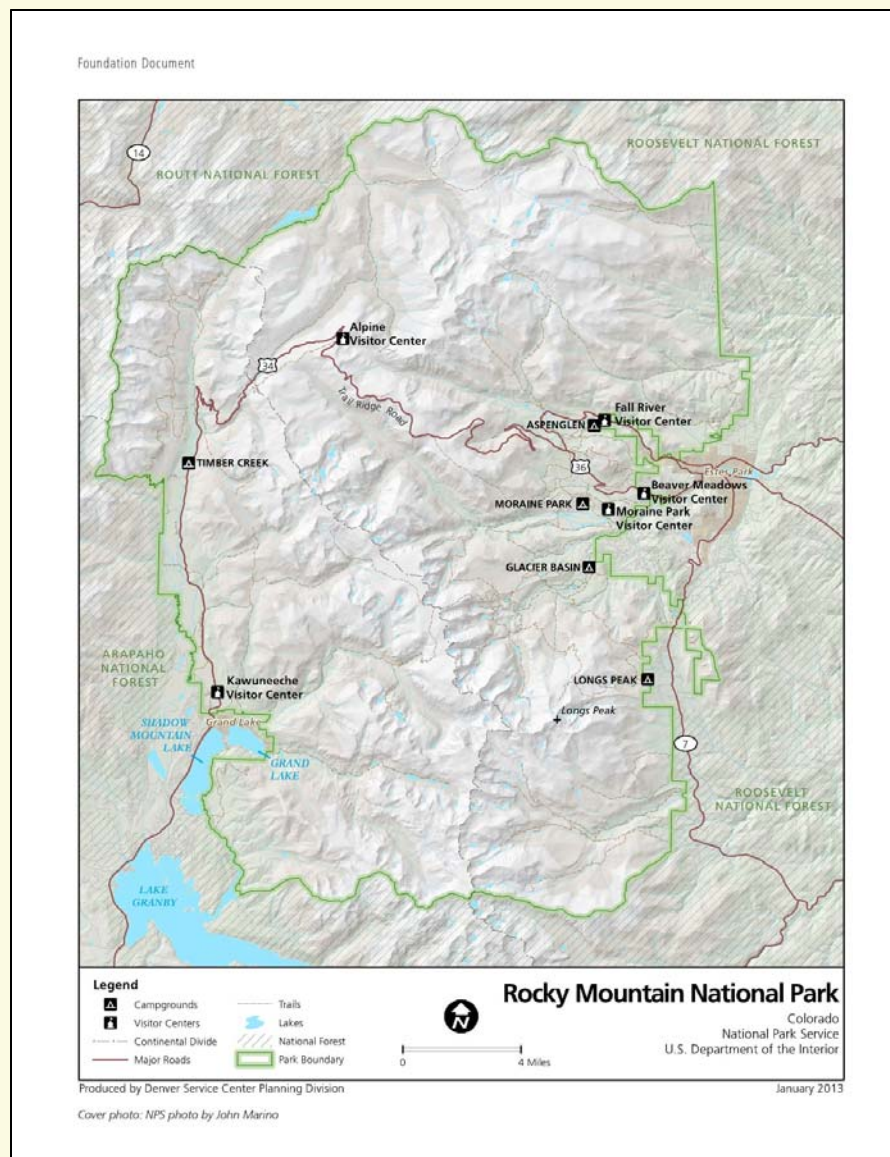 Foundation Document
14
ROUTT NATIONAL FOREST
ROOSEVELT NATIONAL FOREST
Alpine
Visitor Center
34
Trail Ridge Road
Fall River
Visitor Center
ASPENGLEN
36
Estes Park
TIMBER CREEK
Beaver Meadows
Visitor Center
MORAINE PARK
Moraine Park
Visitor Center
GLACIER BASIN
ARAPAHO
NATIONAL
FOREST
Kawuneeche
Visitor Center
LONGS PEAK
Longs Peak
Grand Lake
SHADOW
MOUNTAIN
LAKE
GRAND
LAKE
7
ROOSEVELT
NATIONAL FOREST
LAKE
GRANBY
Legend
Campgrounds
Visitor Centers
Continental Divide
Major Roads
Trails
Lakes
National Forest
Park Boundary
N
0 4 Miles
Rocky Mountain National Park
Colorado
National Park Service
U.S. Department of the Interior
Produced by Denver Service Center Planning Division
January 2013
Cover photo: NPS photo by John Marino